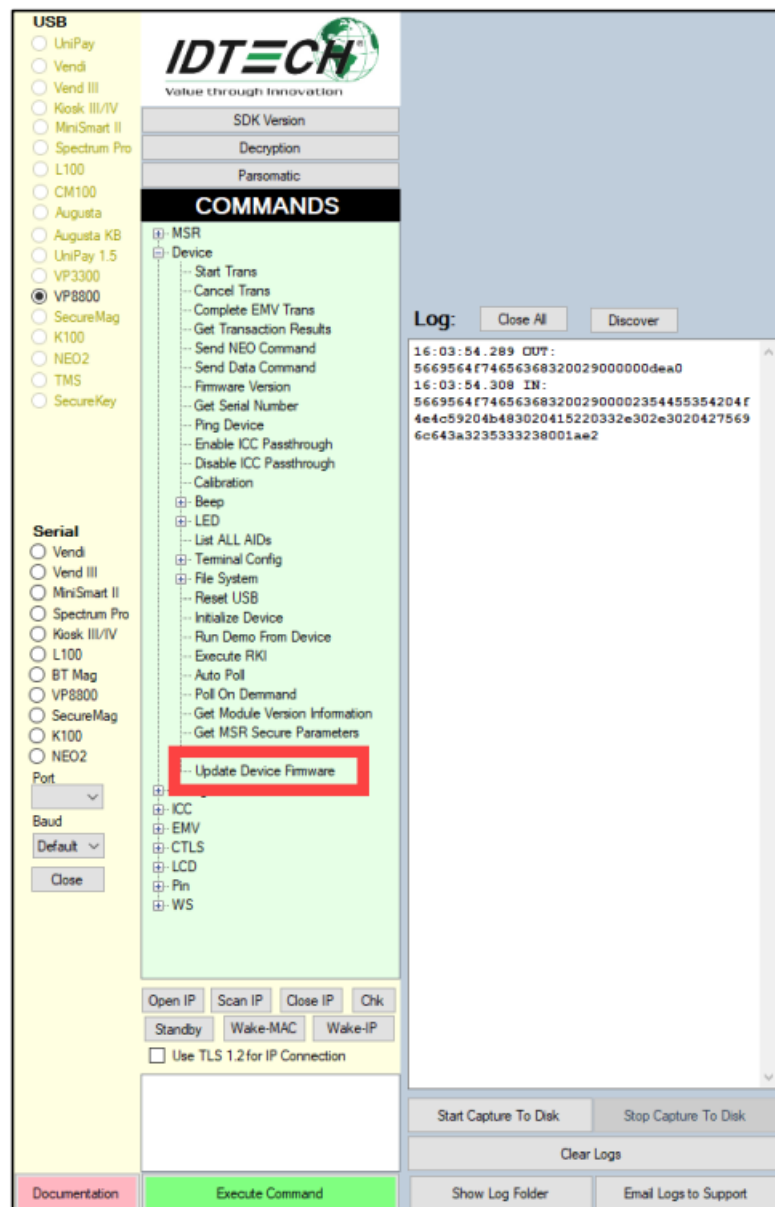 USB
UniPay
Vendi
Vend III
Kiosk III/IV
MiniSmart II
Spectrum Pro
L100
CM100
Augusta
Augusta KB
UniPay 1.5
VP3300
VP8800
SecureMag
K100
NEO2
TMS
SecureKey
Serial
Vendi
Vend III
MiniSmart II
Spectrum Pro
Kiosk III/IV
L100
BT Mag
VP8800
SecureMag
K100
NEO2
Port
Baud
Default
Close
Documentation
IDTECH
Value through Innovation
SDK Version
Decryption
Parsomatic
COMMANDS
MSR
Device
Start Trans
Cancel Trans
Complete EMV Trans
Get Transaction Results
Send NEO Command
Send Data Command
Firmware Version
Get Serial Number
Ping Device
Enable ICC Passthrough
Disable ICC Passthrough
Calibration
Beep
LED
List ALL AIDs
Terminal Config
File System
Reset USB
Initialize Device
Run Demo From Device
Execute RKI
Auto Poll
Poll On Demmand
Get Module Version Information
Get MSR Secure Parameters
Update Device Firmware
ICC
EMV
CTLS
LCD
Pin
WS
Open IP Scan IP Close IP Chk
Standby Wake-MAC Wake-IP
Use TLS 1.2 for IP Connection
Execute Command
Log: Close All Discover
16:03:54.289 OUT:
5669564f74656368320029000000dea0
16:03:54.308 IN:
5669564f7465636832002900002354455354204f
4e4c59204b483020415220332e302e3020427569
6c643a3235333238001ae2
Start Capture To Disk Stop Capture To Disk
Clear Logs
Show Log Folder Email Logs to Support